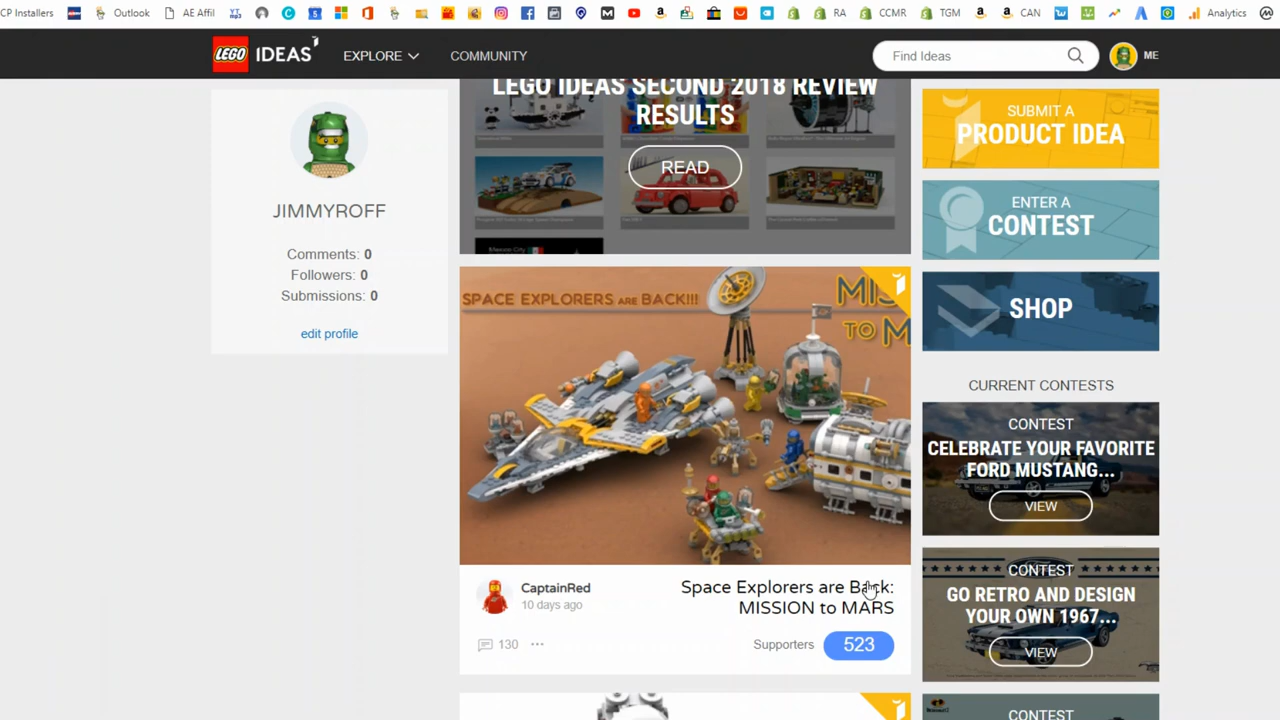 CP Installers
Outlook
AE Affil
RA
CCMR
TGM
CAN
Analytics
LEGO IDEAS
EXPLORE
COMMUNITY
Find Ideas
ME
JIMMYROFF
Comments: 0
Followers: 0
Submissions: 0
edit profile
LEGO IDEAS SECOND 2018 REVIEW
RESULTS
READ
SPACE EXPLORERS ARE BACK!!!
MIS
TO M
CaptainRed
10 days ago
Space Explorers are Back:
MISSION to MARS
130
Supporters
523
SUBMIT A
PRODUCT IDEA
ENTER A
CONTEST
SHOP
CURRENT CONTESTS
CONTEST
CELEBRATE YOUR FAVORITE
FORD MUSTANG...
VIEW
CONTEST
GO RETRO AND DESIGN
YOUR OWN 1967...
VIEW
CONTEST